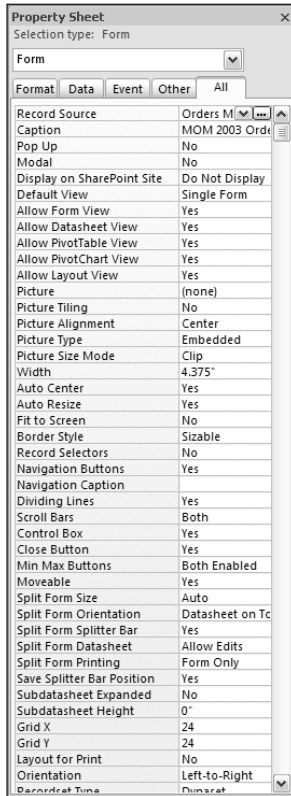 Property Sheet
Selection type: Form
Form
Format Data Event Other All
Record Source Orders M
Caption MOM 2003 Orde
Pop Up No
Modal No
Display on SharePoint Site Do Not Display
Default View Single Form
Allow Form View Yes
Allow Datasheet View Yes
Allow PivotTable View Yes
Allow PivotChart View Yes
Allow Layout View Yes
Picture (none)
Picture Tiling No
Picture Alignment Center
Picture Type Embedded
Picture Size Mode Clip
Width 4.375"
Auto Center Yes
Auto Resize Yes
Fit to Screen No
Border Style Sizable
Record Selectors No
Navigation Buttons Yes
Navigation Caption
Dividing Lines Yes
Scroll Bars Both
Control Box Yes
Close Button Yes
Min Max Buttons Both Enabled
Moveable Yes
Split Form Size Auto
Split Form Orientation Datasheet on Tc
Split Form Splitter Bar Yes
Split Form Datasheet Allow Edits
Split Form Printing Form Only
Save Splitter Bar Position Yes
Subdatasheet Expanded No
Subdatasheet Height 0"
Grid X 24
Grid Y 24
Layout for Print No
Orientation Left-to-Right
Recordset Type Dynaset